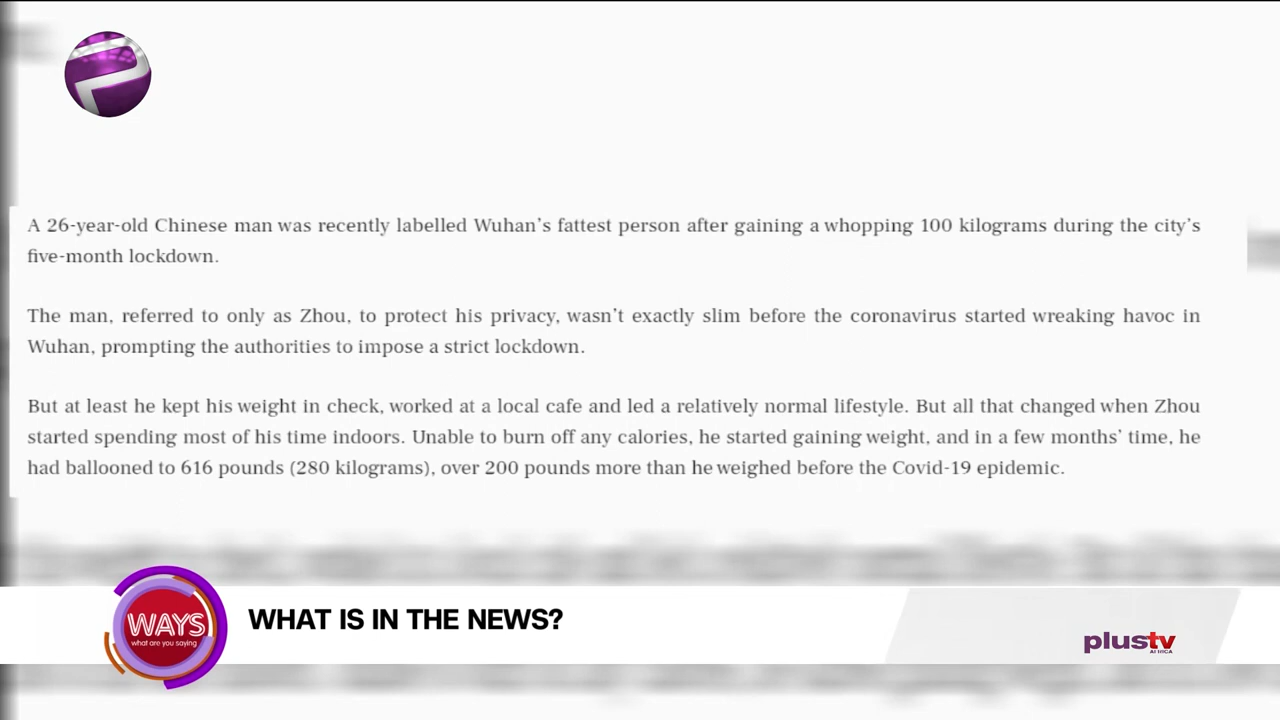 A 26-year-old Chinese man was recently labelled Wuhan's fattest person after gaining a whopping 100 kilograms during the city's
five-month lockdown.
The man, referred to only as Zhou, to protect his privacy, wasn't exactly slim before the coronavirus started wreaking havoc in
Wuhan, prompting the authorities to impose a strict lockdown.
But at least he kept his weight in check, worked at a local cafe and led a relatively normal lifestyle. But all that changed when Zhou
started spending most of his time indoors. Unable to burn off any calories, he started gaining weight, and in a few months' time, he
had ballooned to 616 pounds (280 kilograms), over 200 pounds more than he weighed before the Covid-19 epidemic.
WAYS
what are you saying
WHAT IS IN THE NEWS?
plustv
AFRICA